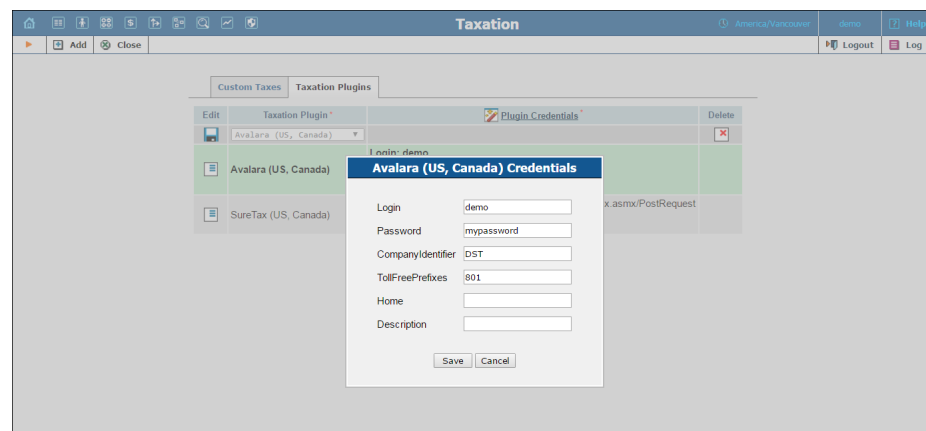 Taxation
America/Vancouver
demo
Help
Add
Close
Logout
Log
Custom Taxes
Taxation Plugins
Edit
Taxation Plugin *
Plugin Credentials *
Delete
Avalara (US, Canada)
Login: demo
Avalara (US, Canada)
SureTax (US, Canada)
x.asmx/PostRequest
Avalara (US, Canada) Credentials
Login demo
Password mypassword
CompanyIdentifier DST
TollFreePrefixes 801
Home
Description
Save
Cancel